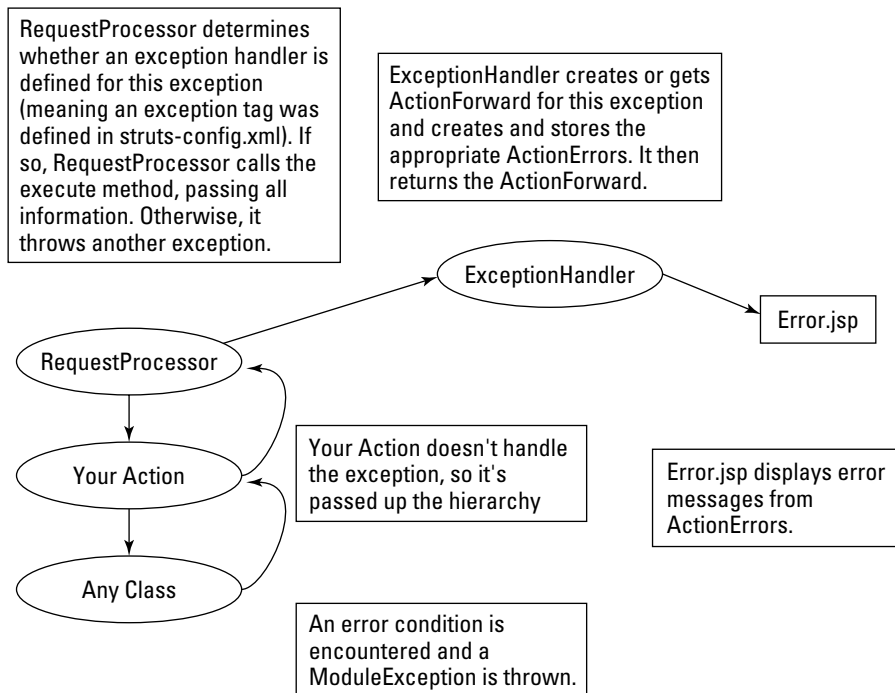 RequestProcessor determines
whether an exception handler is
defined for this exception
(meaning an exception tag was
defined in struts-config.xml). If
so, RequestProcessor calls the
execute method, passing all
information. Otherwise, it
throws another exception.
ExceptionHandler creates or gets
ActionForward for this exception
and creates and stores the
appropriate ActionErrors. It then
returns the ActionForward.
ExceptionHandler
Error.jsp
RequestProcessor
Your Action
Your Action doesn't handle
the exception, so it's
passed up the hierarchy
Error.jsp displays error
messages from
ActionErrors.
Any Class
An error condition is
encountered and a
ModuleException is thrown.